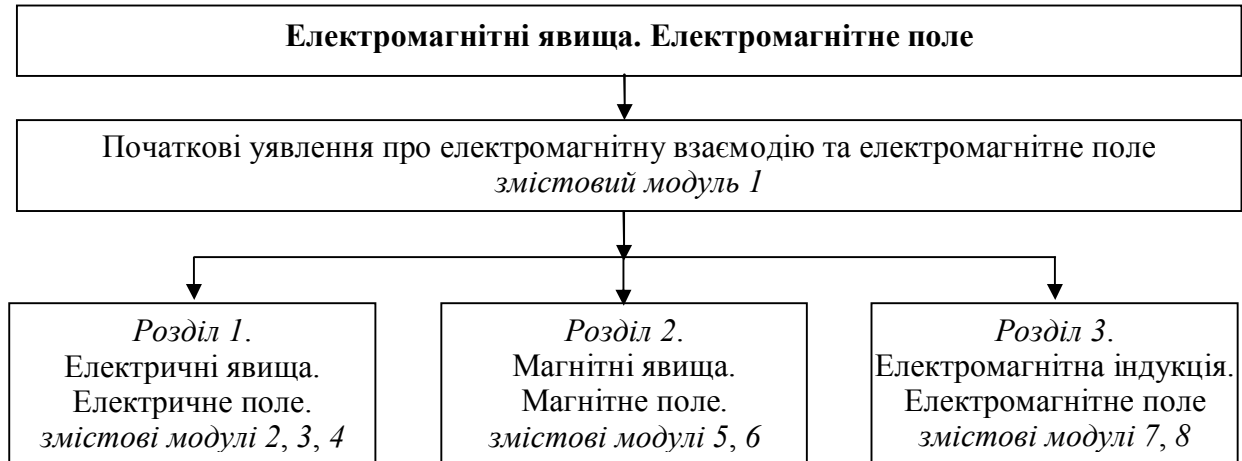 Електромагнітні явища. Електромагнітне поле
Початкові уявлення про електромагнітну взаємодію та електромагнітне поле
змістовий модуль 1
Розділ 1.
Електричні явища.
Електричне поле.
змістові модулі 2, 3, 4
Розділ 2.
Магнітні явища.
Магнітне поле.
змістові модулі 5, 6
Розділ 3.
Електромагнітна індукція.
Електромагнітне поле
змістові модулі 7, 8